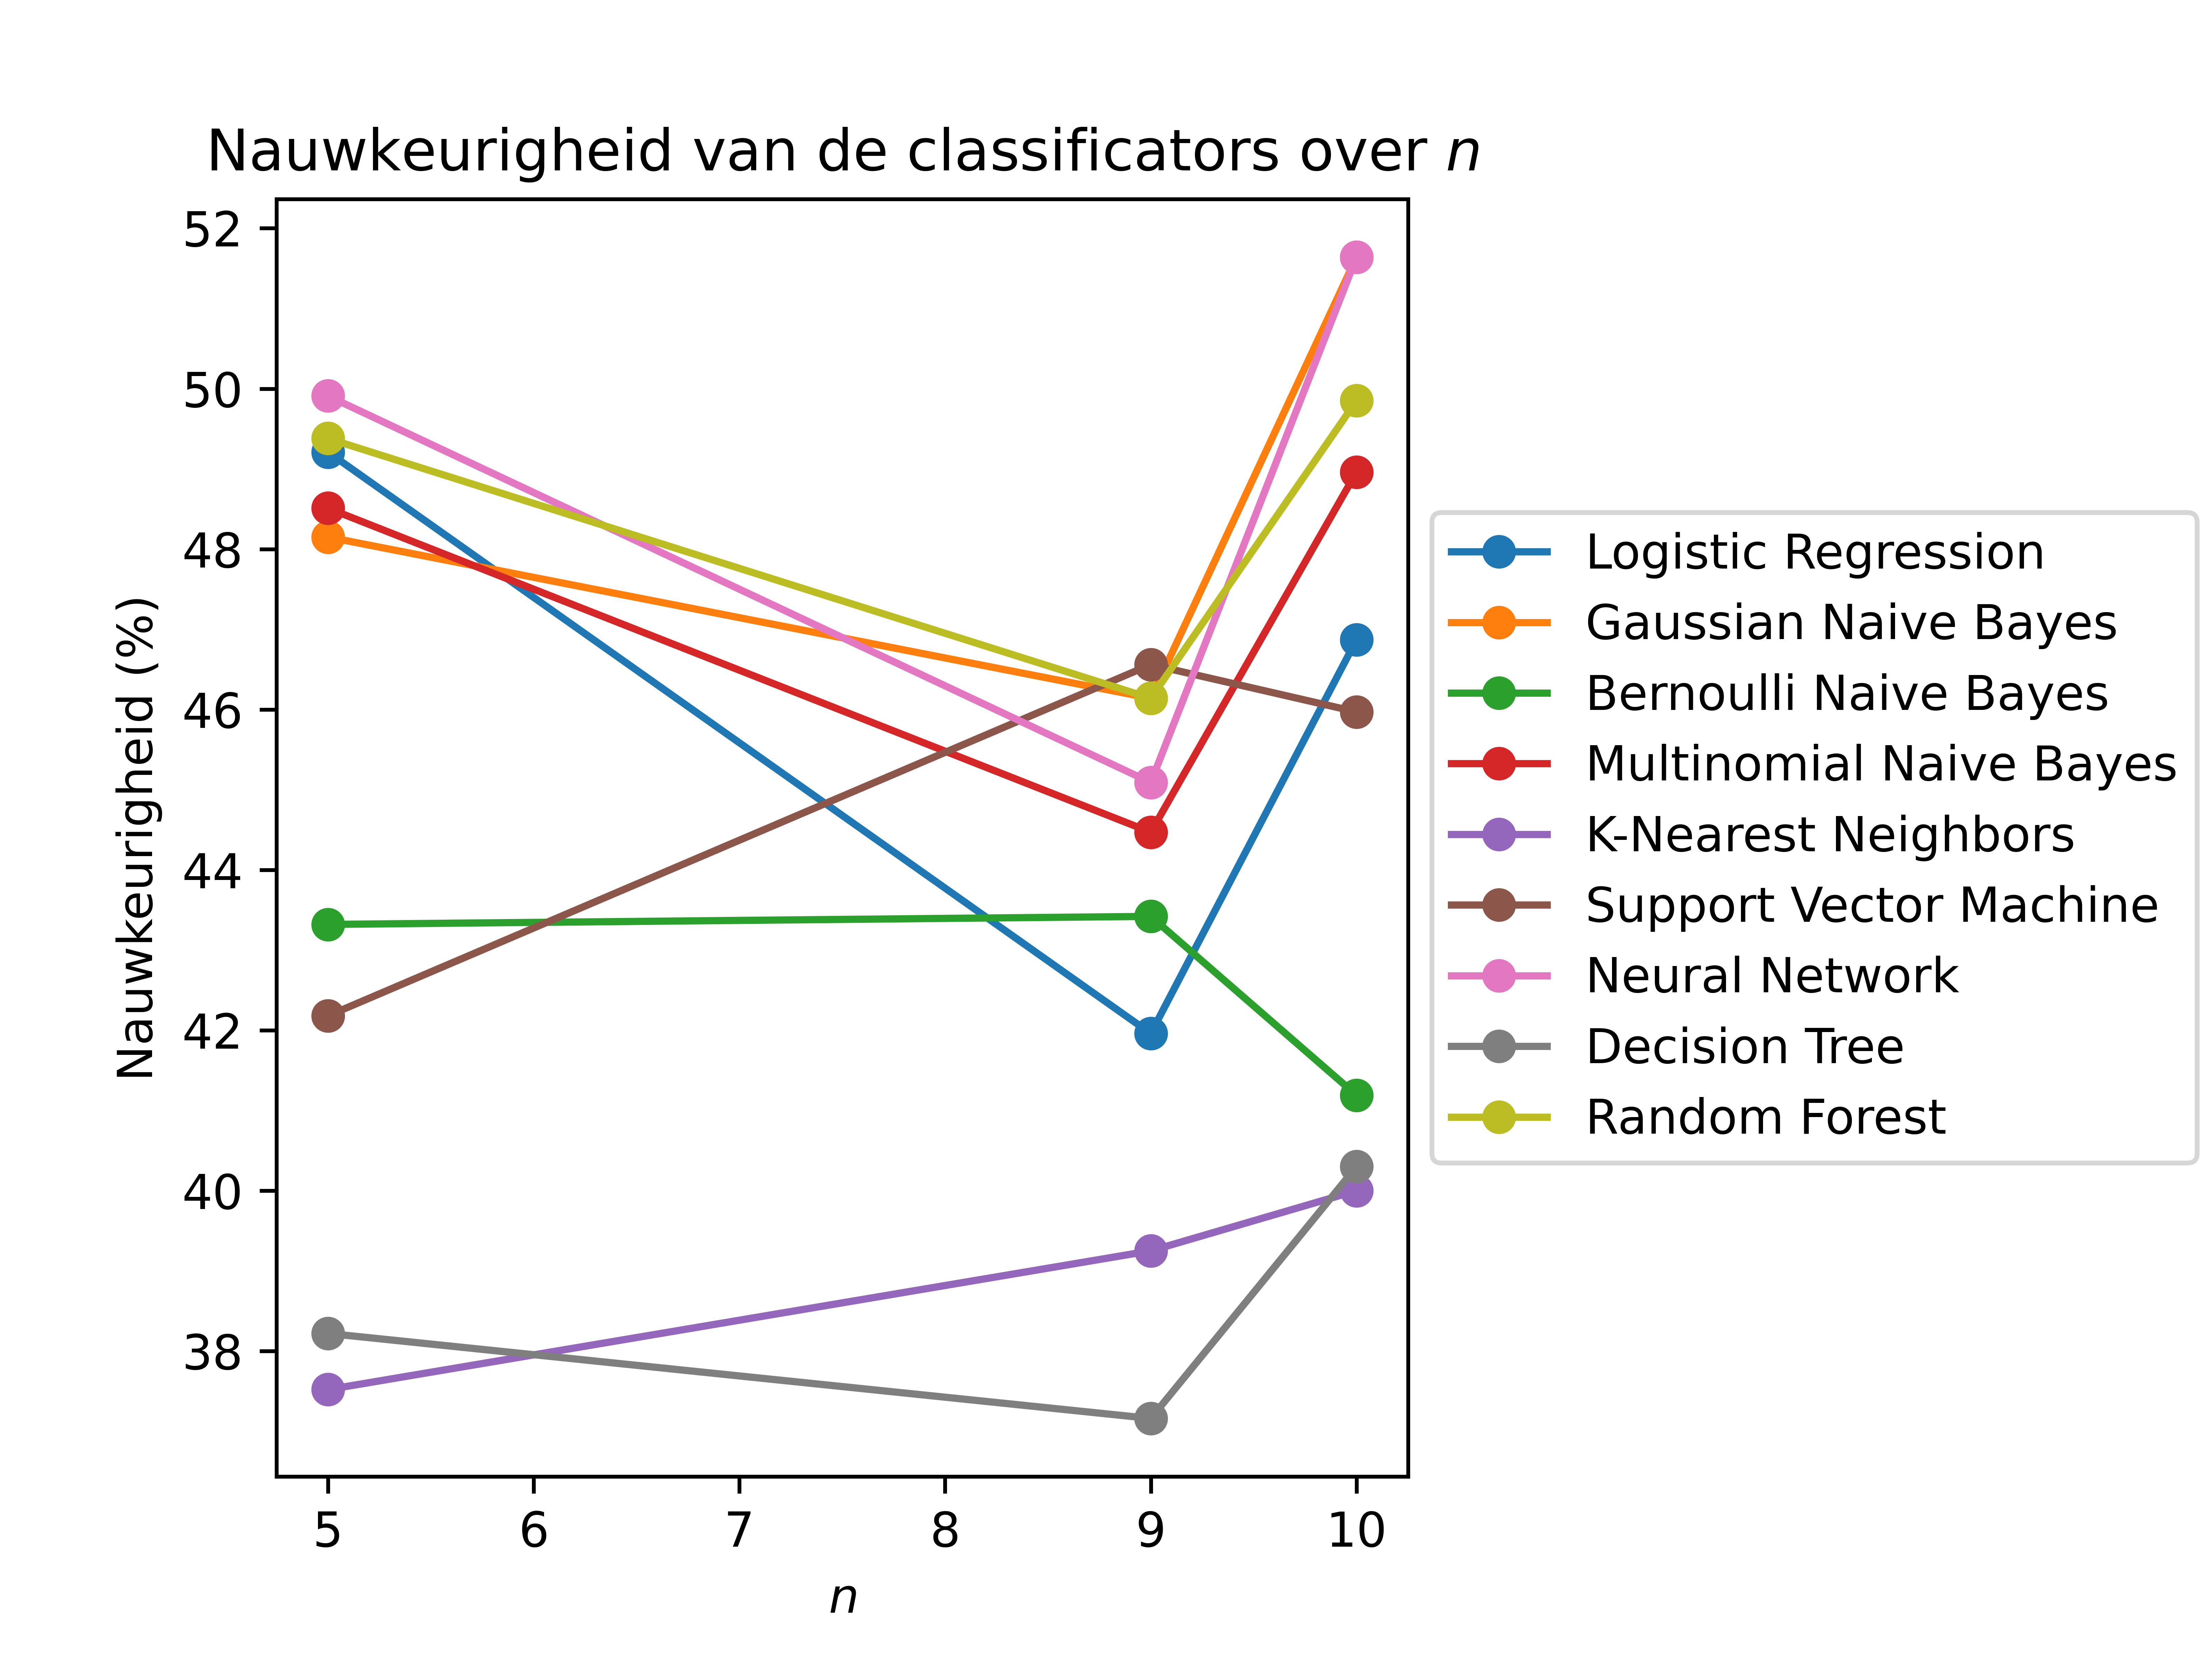 Nauwkeurigheid van de classificators over n
Nauwkeurigheid (%)
52
50
48
46
44
42
40
38
5 6 7 8 9 10
n
Logistic Regression
Gaussian Naive Bayes
Bernoulli Naive Bayes
Multinomial Naive Bayes
K-Nearest Neighbors
Support Vector Machine
Neural Network
Decision Tree
Random Forest